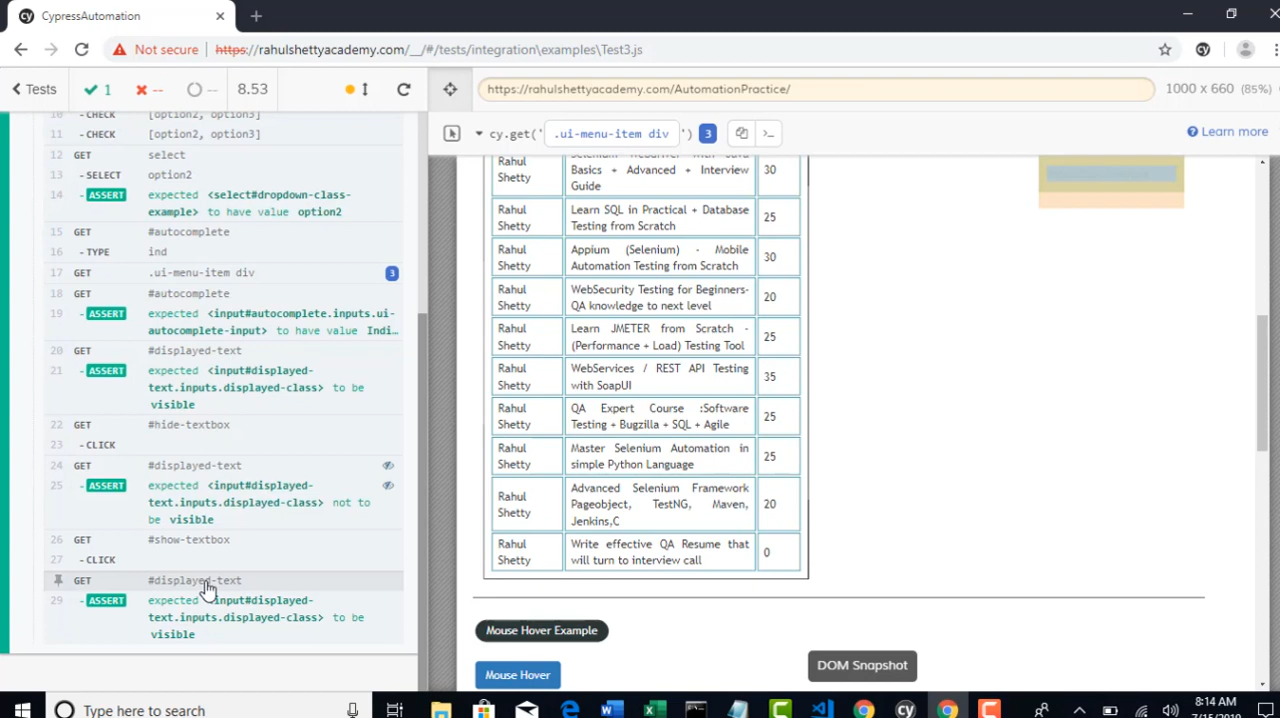 CypressAutomation
Not secure
https://rahulshettyacademy.com/__/#/tests/integration\examples\Test3.js
Tests
1
--
--
8.53
https://rahulshettyacademy.com/AutomationPractice/
1000 x 660 (85%)
cy.get('
.ui-menu-item div
')
3
Learn more
10 -CHECK [option2, option3]
11 -CHECK [option2, option3]
12 GET select
13 -SELECT option2
14 -ASSERT expected <select#dropdown-class-
example> to have value option2
15 GET #autocomplete
16 -TYPE ind
17 GET .ui-menu-item div 3
18 GET #autocomplete
19 -ASSERT expected <input#autocomplete.inputs.ui-
autocomplete-input> to have value Indi…
20 GET #displayed-text
21 -ASSERT expected <input#displayed-
text.inputs.displayed-class> to be
visible
22 GET #hide-textbox
23 -CLICK
24 GET #displayed-text
25 -ASSERT expected <input#displayed-
text.inputs.displayed-class> not to
be visible
26 GET #show-textbox
27 -CLICK
GET #displayed-text
29 -ASSERT expected <input#displayed-
text.inputs.displayed-class> to be
visible
Rahul
Shetty
Selenium Webdriver with Java
Basics + Advanced + Interview
Guide
30
Rahul
Shetty
Learn SQL in Practical + Database
Testing from Scratch
25
Rahul
Shetty
Appium (Selenium) - Mobile
Automation Testing from Scratch
30
Rahul
Shetty
WebSecurity Testing for Beginners-
QA knowledge to next level
20
Rahul
Shetty
Learn JMETER from Scratch -
(Performance + Load) Testing Tool
25
Rahul
Shetty
WebServices / REST API Testing
with SoapUI
35
Rahul
Shetty
QA Expert Course :Software
Testing + Bugzilla + SQL + Agile
25
Rahul
Shetty
Master Selenium Automation in
simple Python Language
25
Rahul
Shetty
Advanced Selenium Framework
Pageobject, TestNG, Maven,
Jenkins,C
20
Rahul
Shetty
Write effective QA Resume that
will turn to interview call
0
Mouse Hover Example
Mouse Hover
DOM Snapshot
Type here to search
8:14 AM